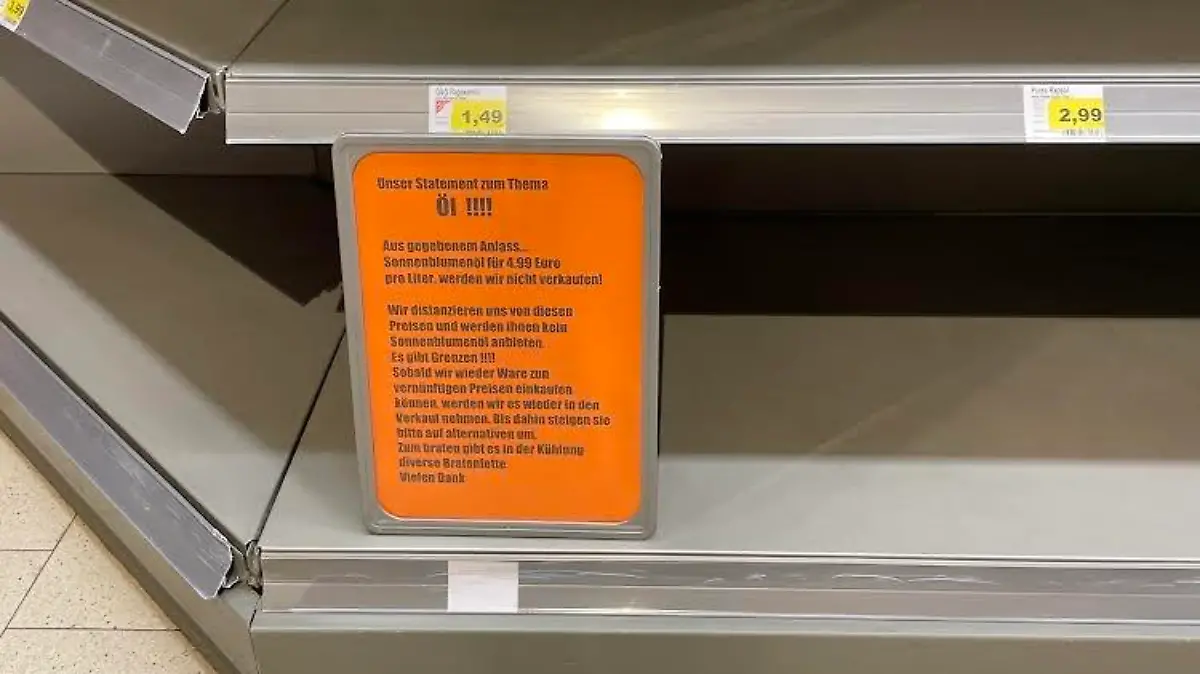 3,99
1,49
2,99
Unser Statement zum Thema
Öl !!!!
Aus gegebenem Anlass...
Sonnenblumenöl für 4.99 Euro
pro Liter, werden wir nicht verkaufen!
Wir distanzieren uns von diesen
Preisen und werden ihnen kein
Sonnenblumenöl anbieten.
Es gibt Grenzen !!!!
Sobald wir wieder Ware zun
vernünftigen Preisen einkaufen
können, werden wir es wieder in den
Verkauf nehmen. Bis dahin steigen sie
bitte auf alternativen um.
Zum braten gibt es in der Kühlung
diverse Bratenfette
Vielen Dank